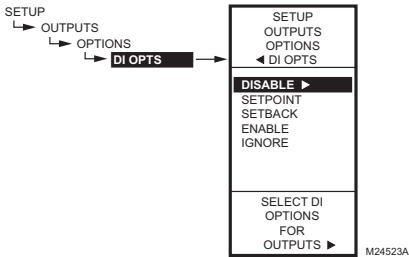 SETUP
OUTPUTS
OPTIONS
DI OPTS
SETUP
OUTPUTS
OPTIONS
◄ DI OPTS
DISABLE ►
SETPOINT
SETBACK
ENABLE
IGNORE
SELECT DI
OPTIONS
FOR
OUTPUTS ►
M24523A